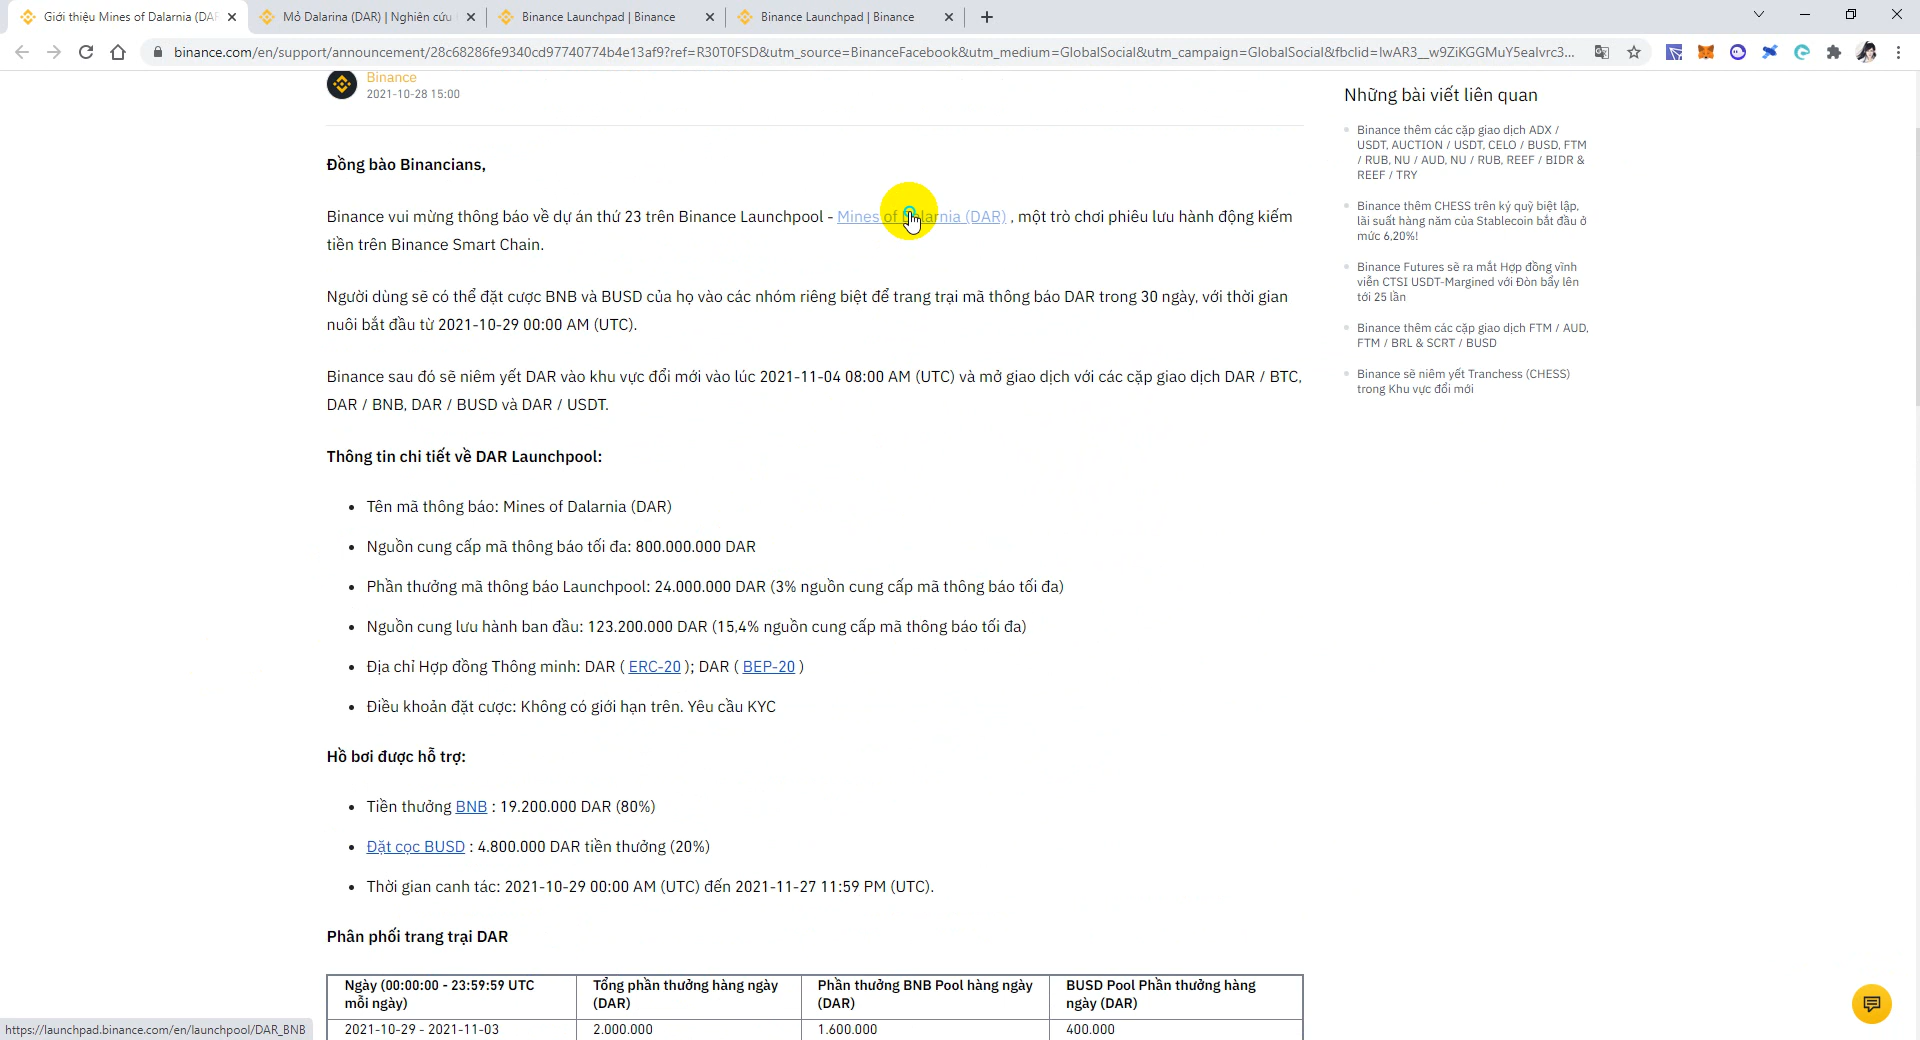 Giới thiệu Mines of Dalarnia (DAR
Mỏ Dalarina (DAR) | Nghiên cứu
Binance Launchpad | Binance
Binance Launchpad | Binance
binance.com/en/support/announcement/28c68286fe9340cd97740774b4e13af9?ref=R30T0FSD&utm_source=BinanceFacebook&utm_medium=GlobalSocial&utm_campaign=GlobalSocial&fbclid=IwAR3__w9ZiKGGMuY5ealvrc3...
Binance
2021-10-28 15:00
Đồng bào Binancians,
Binance vui mừng thông báo về dự án thứ 23 trên Binance Launchpool - Mines of Dalarnia (DAR) , một trò chơi phiêu lưu hành động kiếm
tiền trên Binance Smart Chain.
Người dùng sẽ có thể đặt cược BNB và BUSD của họ vào các nhóm riêng biệt để trang trại mã thông báo DAR trong 30 ngày, với thời gian
nuôi bắt đầu từ 2021-10-29 00:00 AM (UTC).
Binance sau đó sẽ niêm yết DAR vào khu vực đổi mới vào lúc 2021-11-04 08:00 AM (UTC) và mở giao dịch với các cặp giao dịch DAR / BTC,
DAR / BNB, DAR / BUSD và DAR / USDT.
Thông tin chi tiết về DAR Launchpool:
Tên mã thông báo: Mines of Dalarnia (DAR)
Nguồn cung cấp mã thông báo tối đa: 800.000.000 DAR
Phần thưởng mã thông báo Launchpool: 24.000.000 DAR (3% nguồn cung cấp mã thông báo tối đa)
Nguồn cung lưu hành ban đầu: 123.200.000 DAR (15,4% nguồn cung cấp mã thông báo tối đa)
Địa chỉ Hợp đồng Thông minh: DAR ( ERC-20 ); DAR ( BEP-20 )
Điều khoản đặt cược: Không có giới hạn trên. Yêu cầu KYC
Hồ bơi được hỗ trợ:
Tiền thưởng BNB : 19.200.000 DAR (80%)
Đặt cọc BUSD : 4.800.000 DAR tiền thưởng (20%)
Thời gian canh tác: 2021-10-29 00:00 AM (UTC) đến 2021-11-27 11:59 PM (UTC).
Phân phối trang trại DAR
Ngày (00:00:00 - 23:59:59 UTC
mỗi ngày)
Tổng phần thưởng hàng ngày
(DAR)
Phần thưởng BNB Pool hàng ngày
(DAR)
BUSD Pool Phần thưởng hàng
ngày (DAR)
2021-10-29 - 2021-11-03
2.000.000
1.600.000
400.000
Những bài viết liên quan
Binance thêm các cặp giao dịch ADX /
USDT, AUCTION / USDT, CELO / BUSD, FTM
/ RUB, NU / AUD, NU / RUB, REEF / BIDR &
REEF / TRY
Binance thêm CHESS trên ký quỹ biệt lập,
lãi suất hàng năm của Stablecoin bắt đầu ở
mức 6,20%!
Binance Futures sẽ ra mắt Hợp đồng vĩnh
viễn CTSI USDT-Margined với Đòn bẩy lên
tới 25 lần
Binance thêm các cặp giao dịch FTM / AUD,
FTM / BRL & SCRT / BUSD
Binance sẽ niêm yết Tranchess (CHESS)
trong Khu vực đổi mới
https://launchpad.binance.com/en/launchpool/DAR_BNB